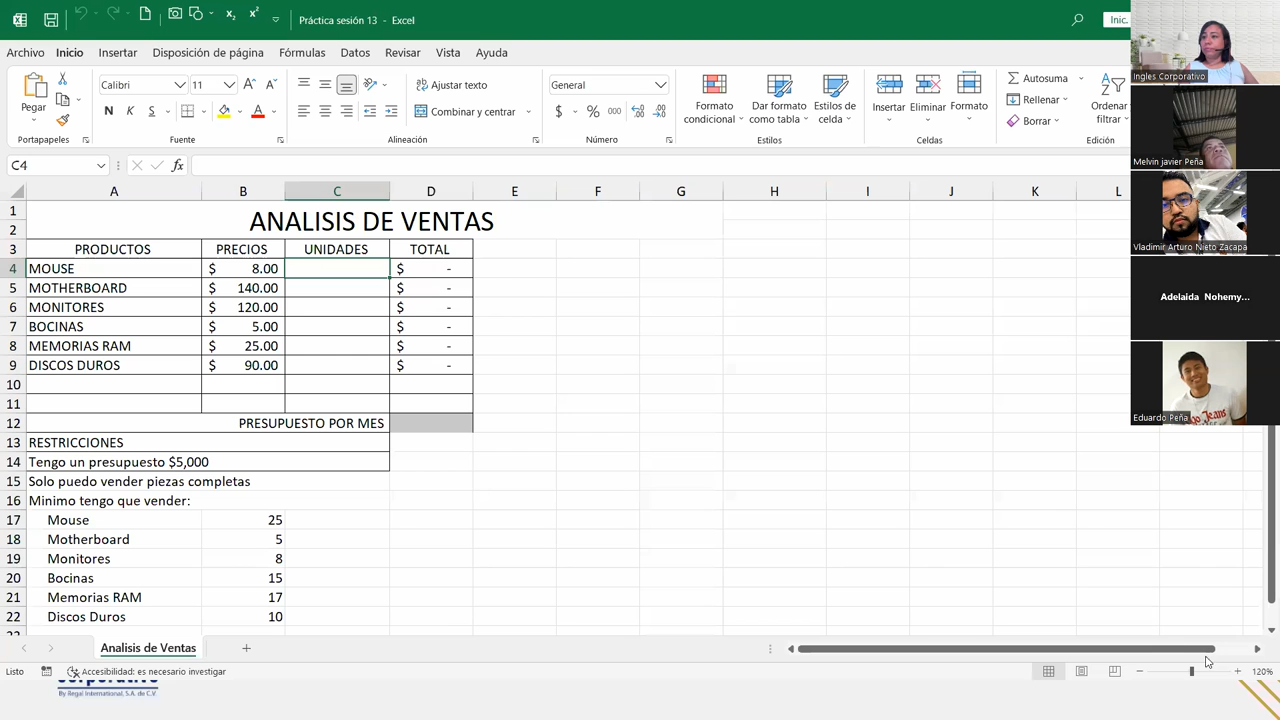 Práctica sesión 13 - Excel
Inic.
Archivo Inicio Insertar Disposición de página Fórmulas Datos Revisar Vista Ayuda
Calibri 11 General
Pegar
N K S
Combinar y centrar
$ %
Formato condicional
Dar formato como tabla
Estilos de celda
Insertar Eliminar Formato
Autosuma
Rellenar
Borrar
Ordenar filtrar
Portapapeles Fuente Alineación Número Estilos Celdas
C4 fx
A B C D F G H I J K L
1 ANALISIS DE VENTAS
2
3 PRODUCTOS PRECIOS UNIDADES TOTAL
4 MOUSE $ 8.00 $ -
5 MOTHERBOARD $ 140.00 $ -
6 MONITORES $ 120.00 $ -
7 BOCINAS $ 5.00 $ -
8 MEMORIAS RAM $ 25.00 $ -
9 DISCOS DUROS $ 90.00 $ -
10
11
12 PRESUPUESTO POR MES
13 RESTRICCIONES
14 Tengo un presupuesto $5,000
15 Solo puedo vender piezas completas
16 Minimo tengo que vender:
17 Mouse 25
18 Motherboard 5
19 Monitores 8
20 Bocinas 15
21 Memorias RAM 17
22 Discos Duros 10
Analisis de Ventas
Listo Accesibilidad: es necesario investigar 120%
By Regal International, S.A. de C.V.
Ingles Corporativo
Melvin javier Peña
Vladimir Arturo Nieto Zacapa
Adelaida Nohemy...
Eduardo Peña